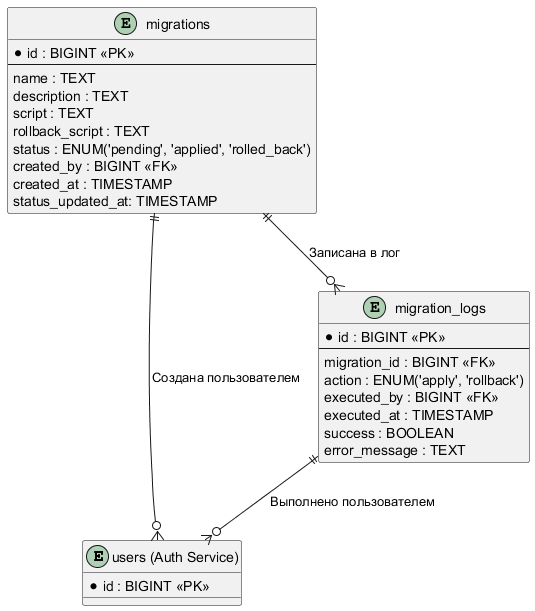 E migrations
* id : BIGINT «PK»
name : TEXT
description : TEXT
script : TEXT
rollback_script : TEXT
status : ENUM('pending', 'applied', 'rolled_back')
created_by : BIGINT «FK»
created_at : TIMESTAMP
status_updated_at: TIMESTAMP
Записана в лог
E migration_logs
* id : BIGINT «PK»
migration_id : BIGINT «FK»
action : ENUM('apply', 'rollback')
executed_by : BIGINT «FK»
executed_at : TIMESTAMP
success : BOOLEAN
error_message : TEXT
Создана пользователем
Выполнено пользователем
E users (Auth Service)
* id : BIGINT «PK»